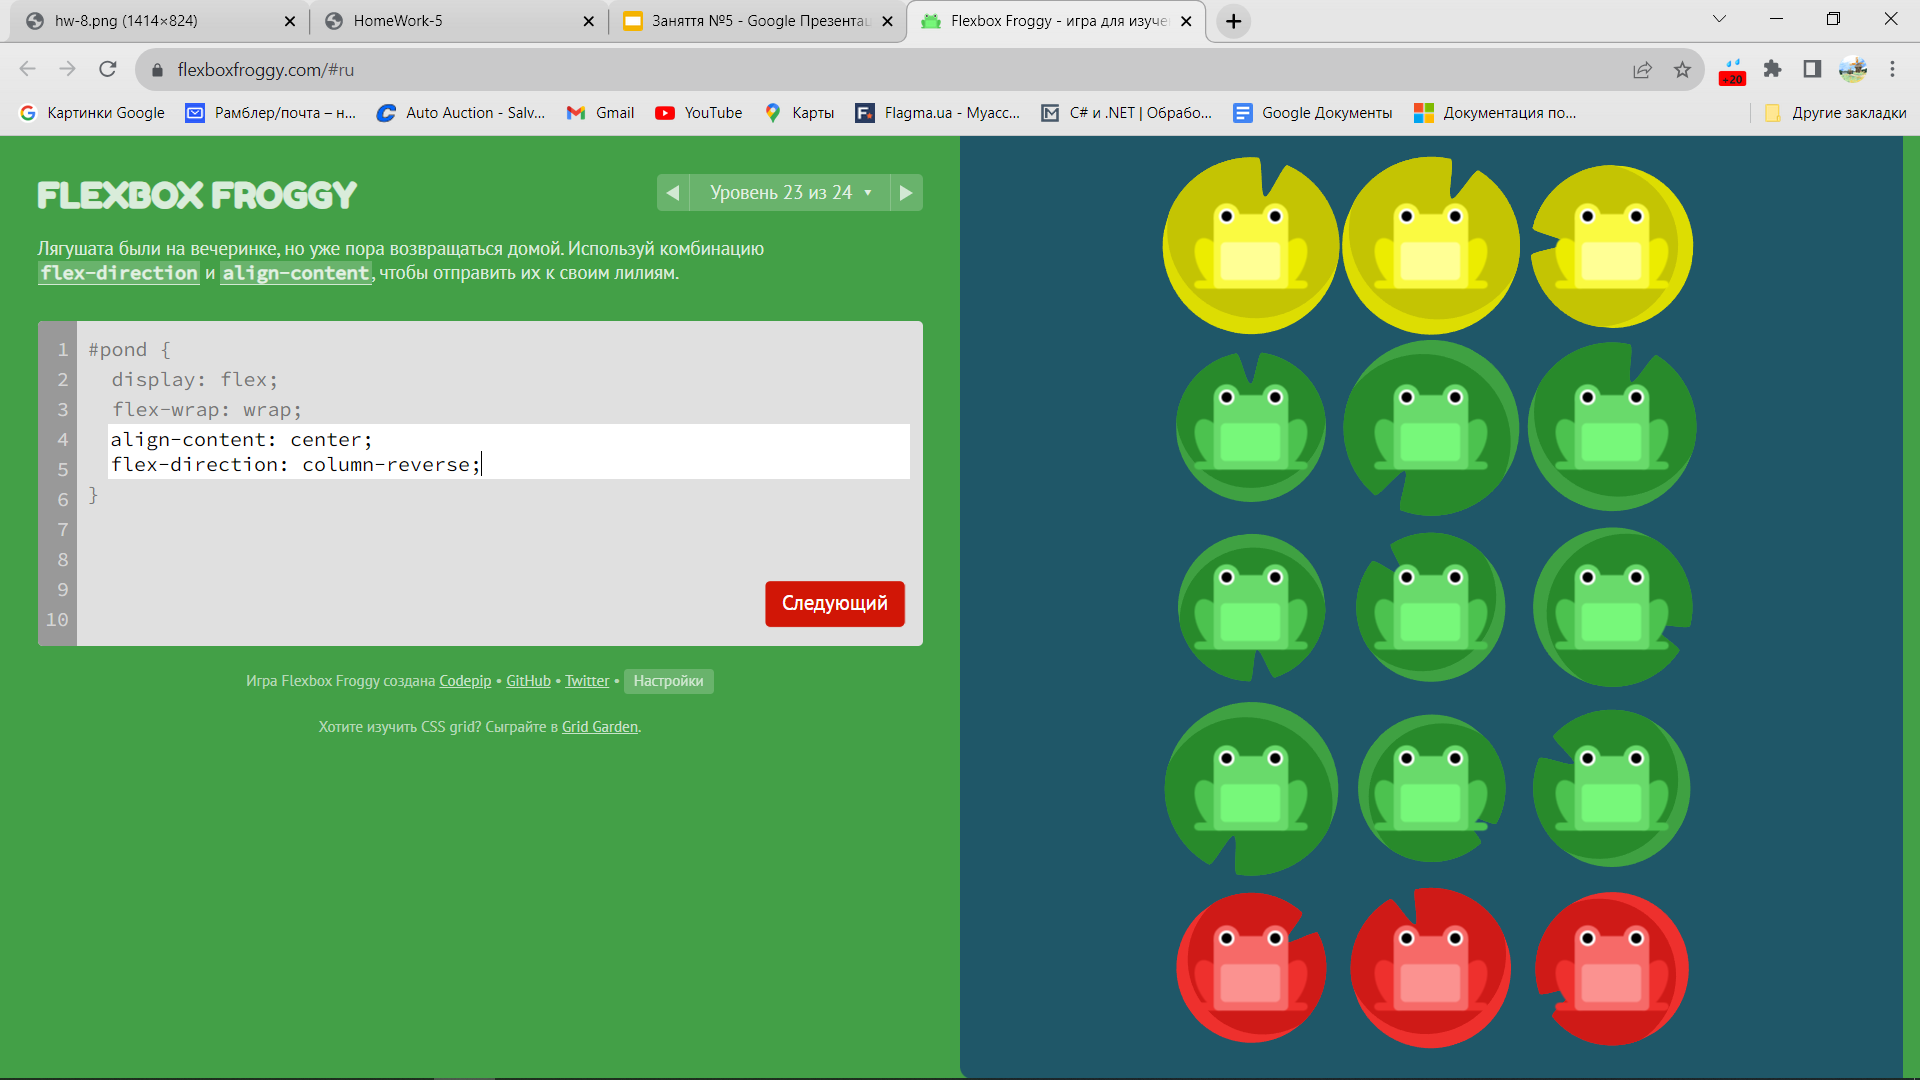 hw-8.png (1414×824)
HomeWork-5
Заняття №5 - Google Презентац
Flexbox Froggy - игра для изуче
flexboxfroggy.com/#ru
+20
Картинки Google
Рамблер/почта – н...
Auto Auction - Salv...
Gmail
YouTube
Карты
Flagma.ua - Муасс...
C# и .NET | Обрабо...
Google Документы
Документация по...
Другие закладки
FLEXBOX FROGGY
Уровень 23 из 24
Лягушата были на вечеринке, но уже пора возвращаться домой. Используй комбинацию
flex-direction и align-content, чтобы отправить их к своим лилиям.
1 #pond {
2 display: flex;
3 flex-wrap: wrap;
4 align-content: center;
5 flex-direction: column-reverse;
6 }
7
8
9
10
Следующий
Игра Flexbox Froggy создана Codepip • GitHub • Twitter • Настройки
Хотите изучить CSS grid? Сыграйте в Grid Garden.